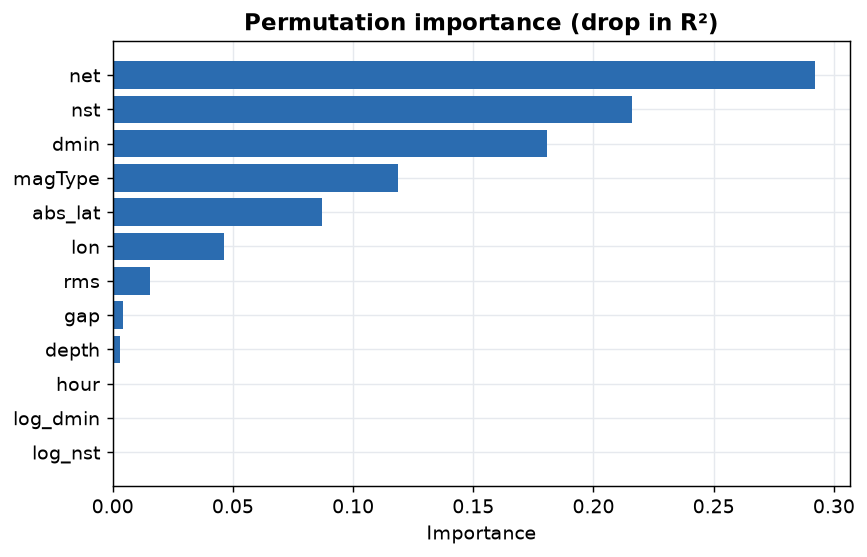 Permutation importance (drop in R²)
net
nst
dmin
magType
abs_lat
lon
rms
gap
depth
hour
log_dmin
log_nst
0.00 0.05 0.10 0.15 0.20 0.25 0.30
Importance